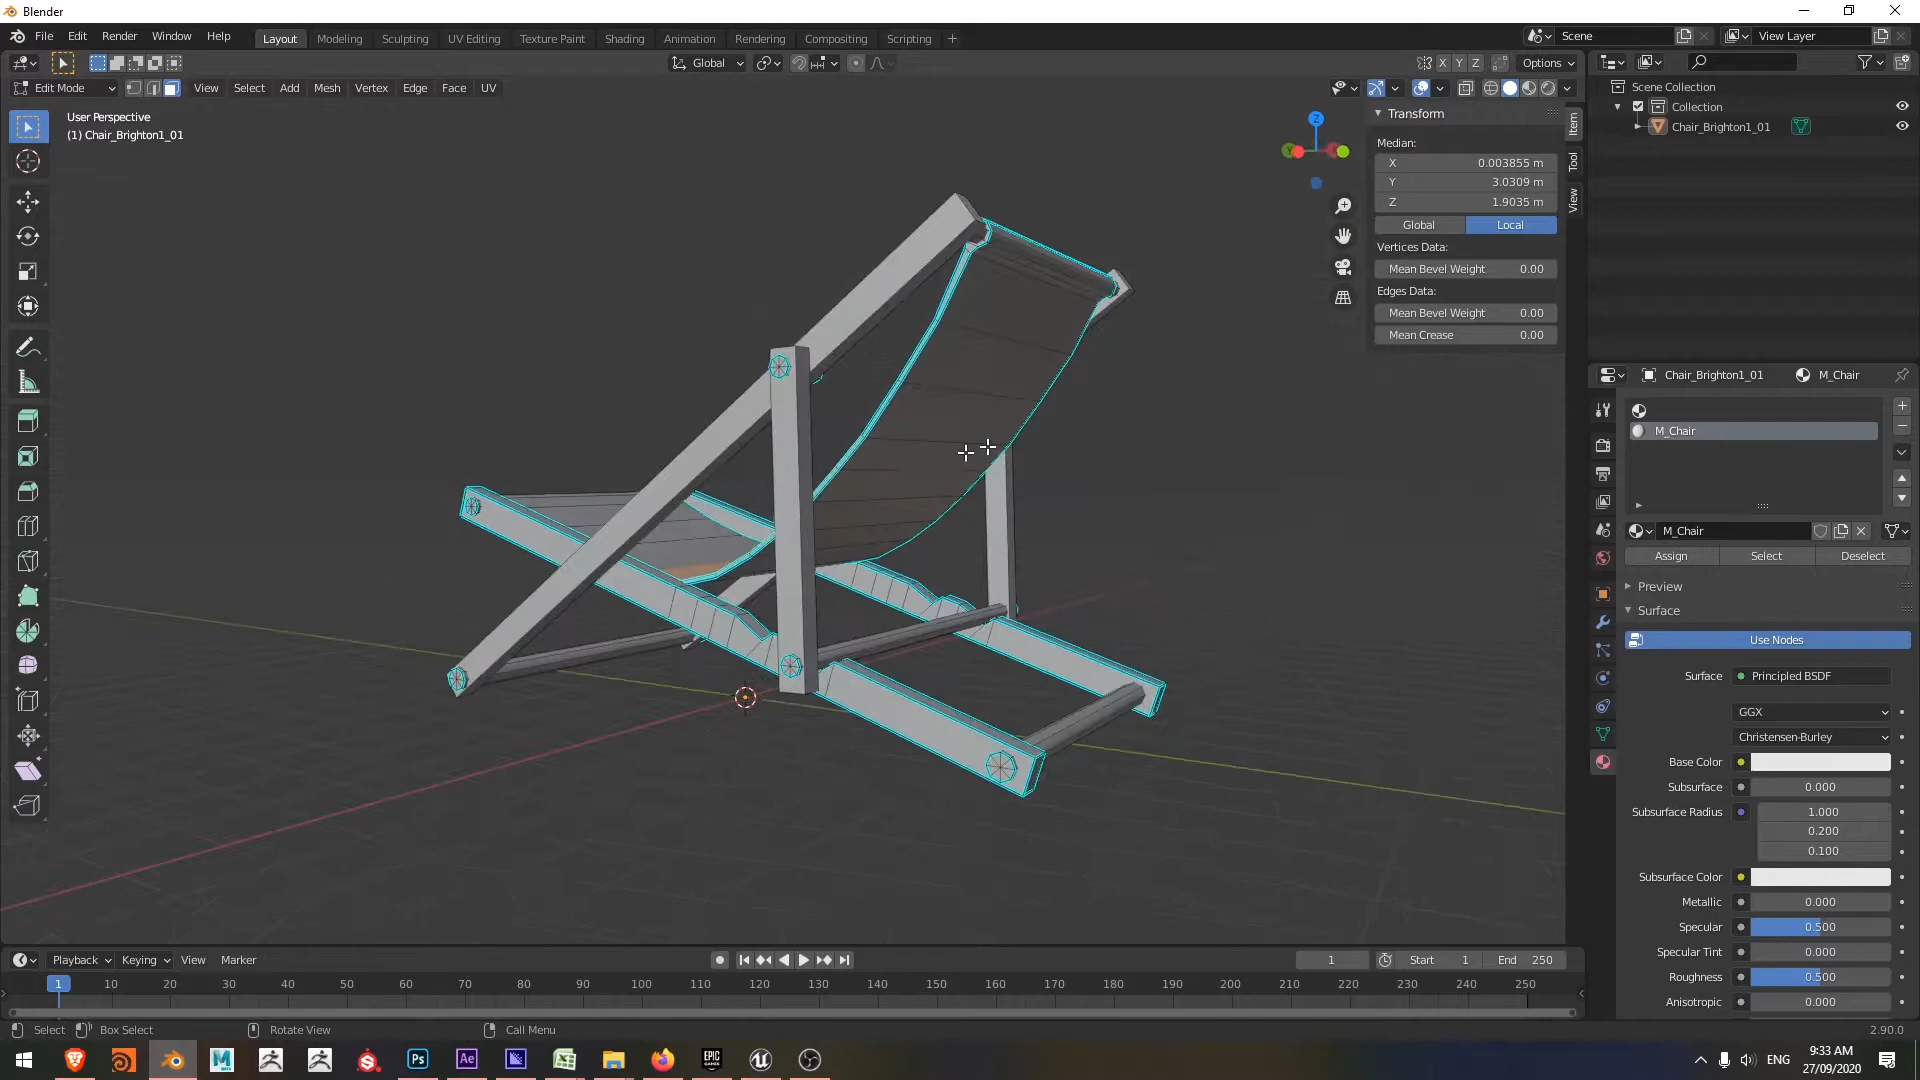 Blender
File Edit Render Window Help
Layout Modeling Sculpting UV Editing Texture Paint Shading Animation Rendering Compositing Scripting +
Scene
View Layer
Global
X Y Z
Options
Edit Mode
View Select Add Mesh Vertex Edge Face UV
User Perspective
(1) Chair_Brighton1_01
Z
Transform
Median:
X 0.003855 m
Y 3.0309 m
Z 1.9035 m
Global Local
Vertices Data:
Mean Bevel Weight 0.00
Edges Data:
Mean Bevel Weight 0.00
Mean Crease 0.00
Item
Tool
View
Scene Collection
Collection
Chair_Brighton1_01
Chair_Brighton1_01 M_Chair
M_Chair
M_Chair
Assign Select Deselect
Preview
Surface
Use Nodes
Surface Principled BSDF
GGX
Christensen-Burley
Base Color
Subsurface 0.000
Subsurface Radius 1.000
0.200
0.100
Subsurface Color
Metallic 0.000
Specular 0.500
Specular Tint 0.000
Roughness 0.500
Anisotropic 0.000
Playback Keying View Marker
1 Start 1 End 250
1 10 20 30 40 50 60 70 80 90 100 110 120 130 140 150 160 170 180 190 200 210 220 230 240 250
Select Box Select Rotate View Call Menu
2.90.0
Ps Ae EPIC GAMES
ENG
9:33 AM
27/09/2020